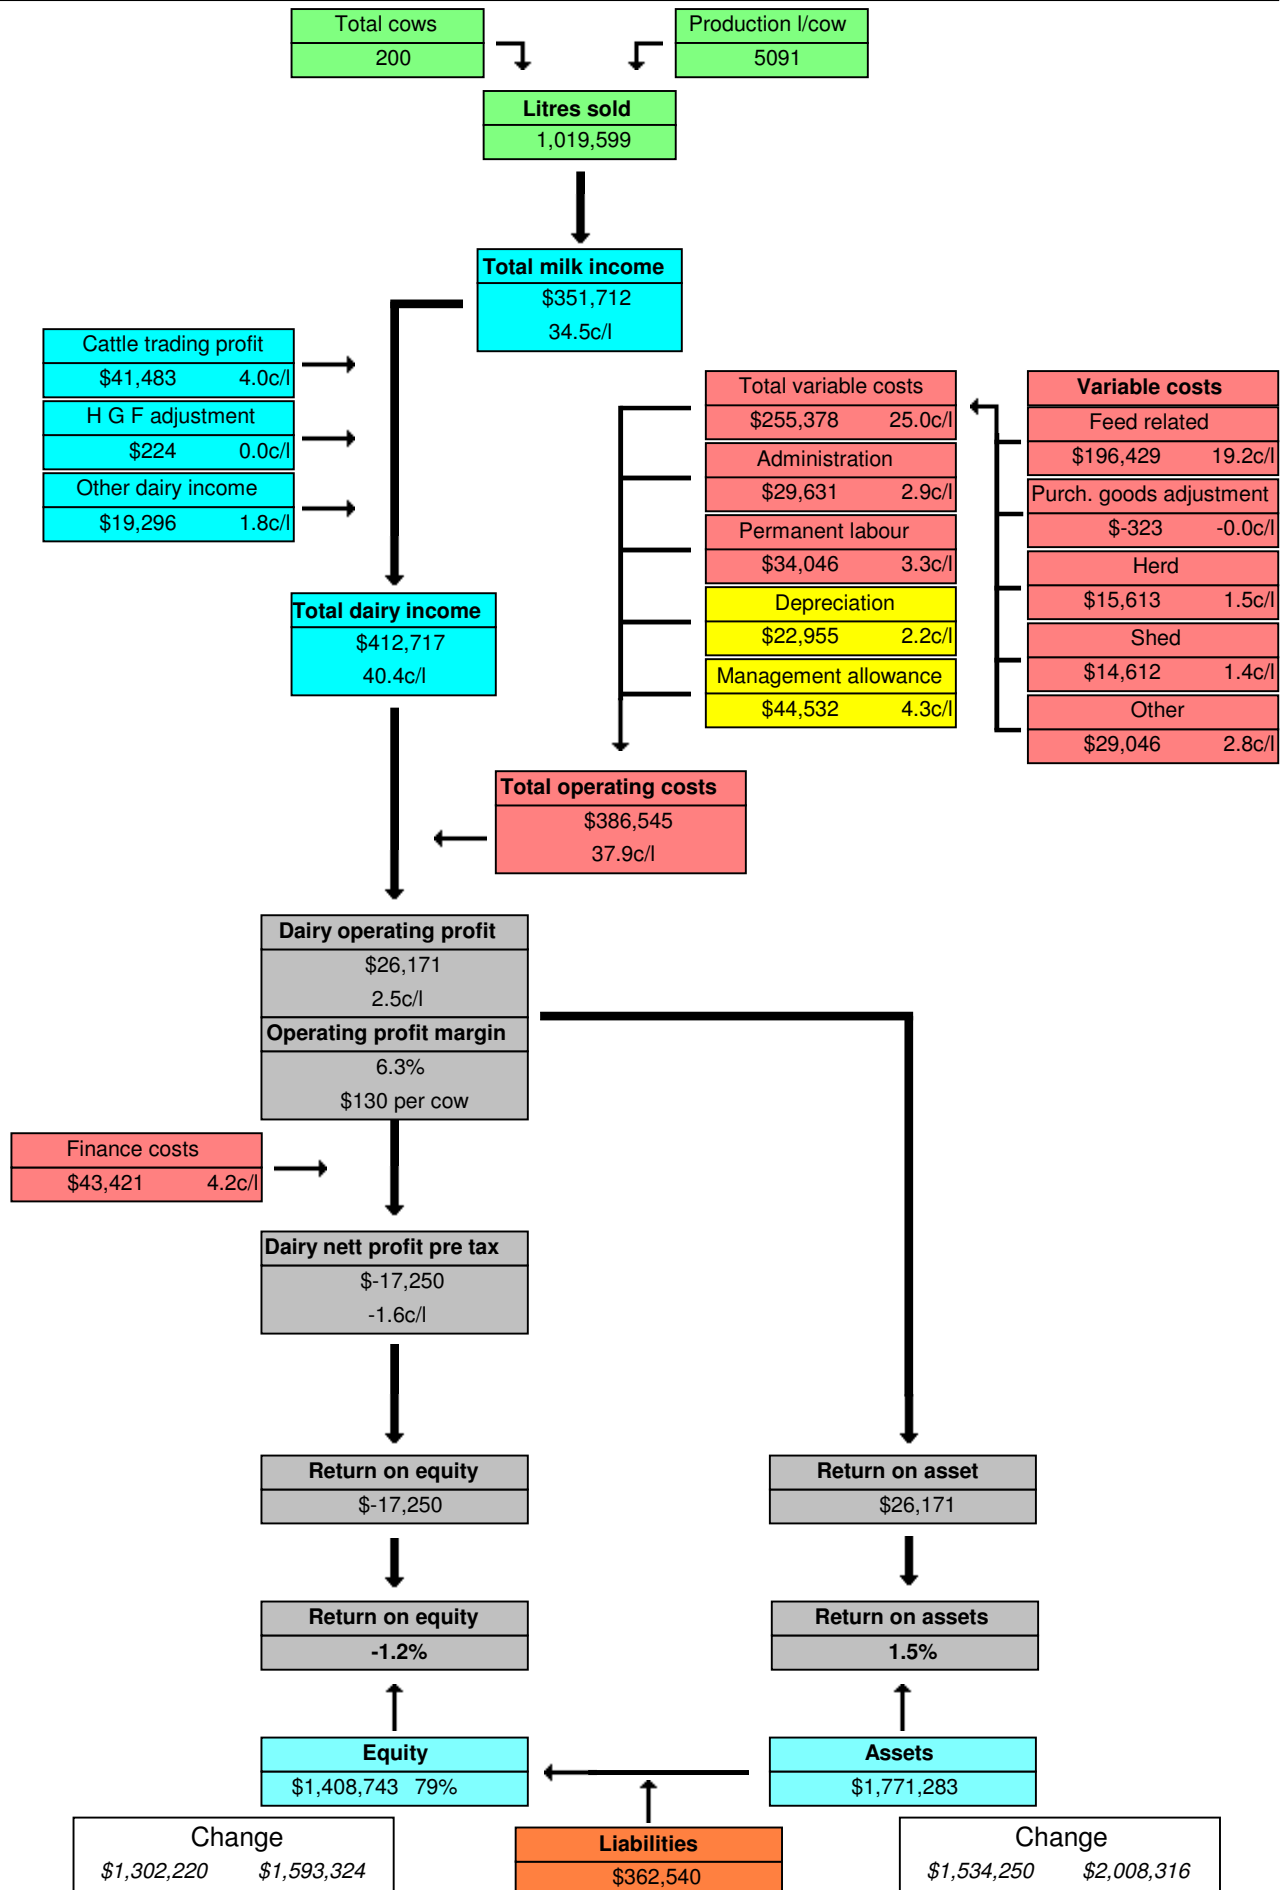 Total cows
200
Production l/cow
5091
Litres sold
1,019,599
Total milk income
$351,712
34.5c/l
Cattle trading profit
$41,483 4.0c/l
H G F adjustment
$224 0.0c/l
Other dairy income
$19,296 1.8c/l
Total variable costs
$255,378 25.0c/l
Administration
$29,631 2.9c/l
Permanent labour
$34,046 3.3c/l
Depreciation
$22,955 2.2c/l
Management allowance
$44,532 4.3c/l
Variable costs
Feed related
$196,429 19.2c/l
Purch. goods adjustment
$-323 -0.0c/l
Herd
$15,613 1.5c/l
Shed
$14,612 1.4c/l
Other
$29,046 2.8c/l
Total dairy income
$412,717
40.4c/l
Total operating costs
$386,545
37.9c/l
Dairy operating profit
$26,171
2.5c/l
Operating profit margin
6.3%
$130 per cow
Finance costs
$43,421 4.2c/l
Dairy nett profit pre tax
$-17,250
-1.6c/l
Return on equity
$-17,250
Return on asset
$26,171
Return on equity
-1.2%
Return on assets
1.5%
Equity
$1,408,743 79%
Assets
$1,771,283
Change
$1,302,220 $1,593,324
Liabilities
$362,540
Change
$1,534,250 $2,008,316